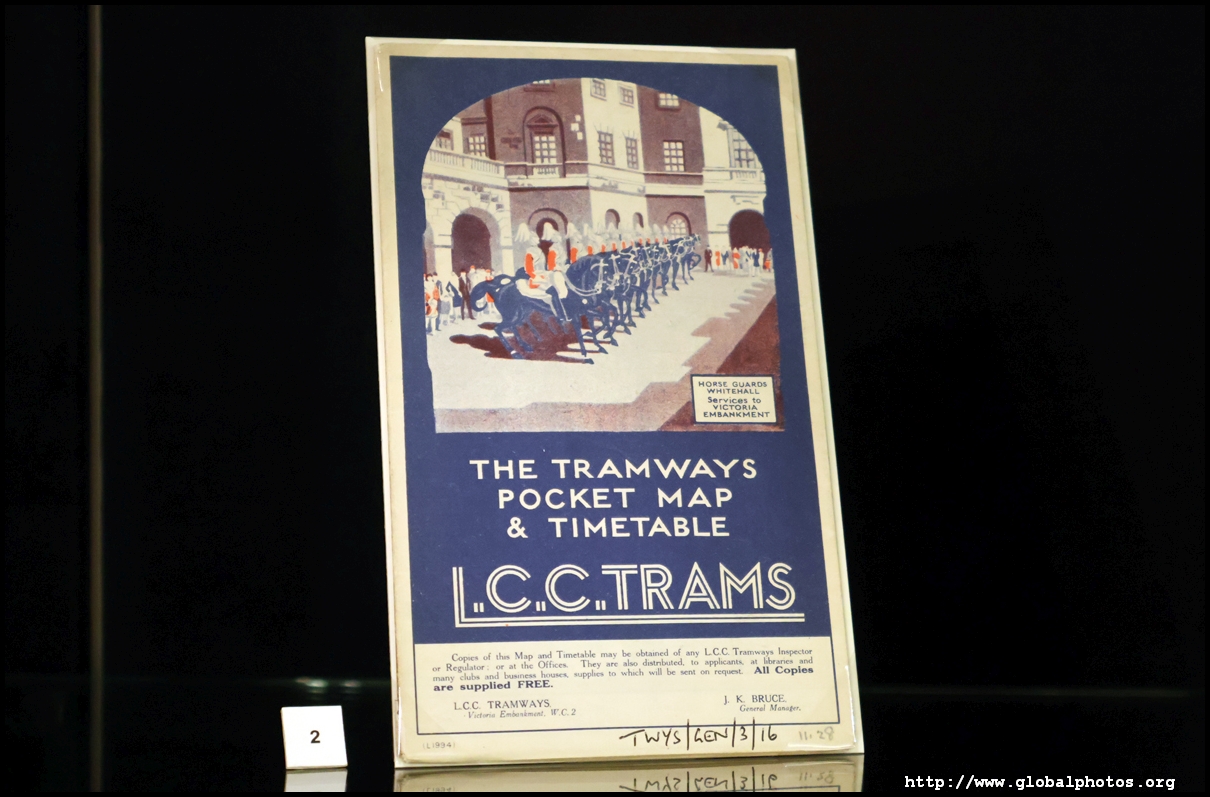 HORSE GUARDS
WHITEHALL
Services to
VICTORIA
EMBANKMENT
THE TRAMWAYS
POCKET MAP
& TIMETABLE
L.C.C. TRAMS
Copies of this Map and Timetable may be obtained of any L.C.C. Tramways Inspector
or Regulator; or at the Offices. They are also distributed, to applicants, at libraries and
many clubs and business houses, supplies to which will be sent on request. All Copies
are supplied FREE.
L.C.C. TRAMWAYS,
Victoria Embankment, W.C.2
J. K. BRUCE,
General Manager.
TWYS/GEN/3/16 11.28
(L1994)
2
http://www.globalphotos.org